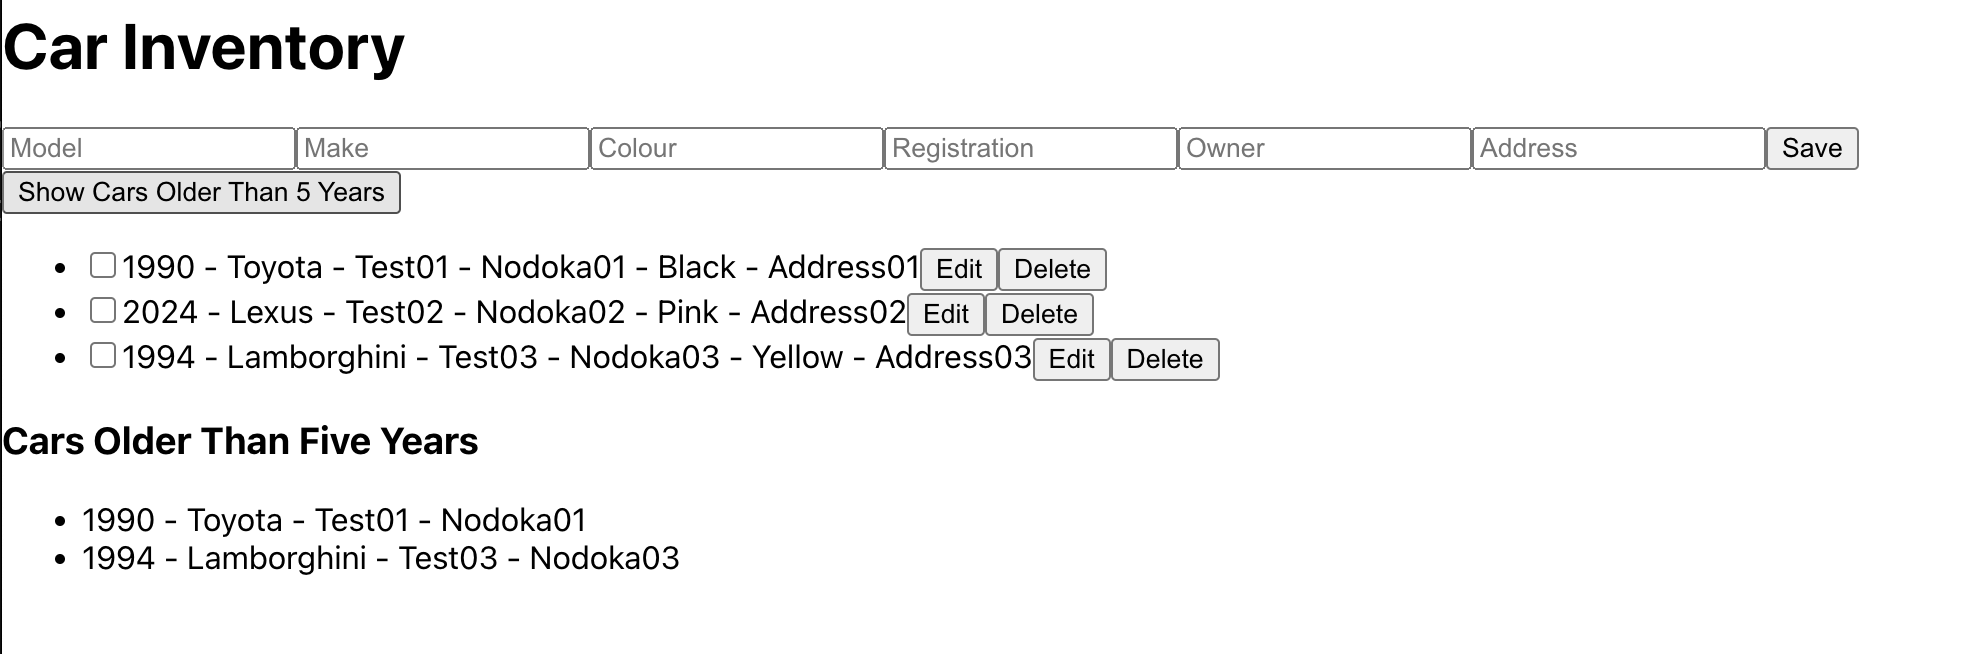 Car Inventory
Model Make Colour Registration Owner Address Save
Show Cars Older Than 5 Years
1990 - Toyota - Test01 - Nodoka01 - Black - Address01 Edit Delete
2024 - Lexus - Test02 - Nodoka02 - Pink - Address02 Edit Delete
1994 - Lamborghini - Test03 - Nodoka03 - Yellow - Address03 Edit Delete
Cars Older Than Five Years
1990 - Toyota - Test01 - Nodoka01
1994 - Lamborghini - Test03 - Nodoka03